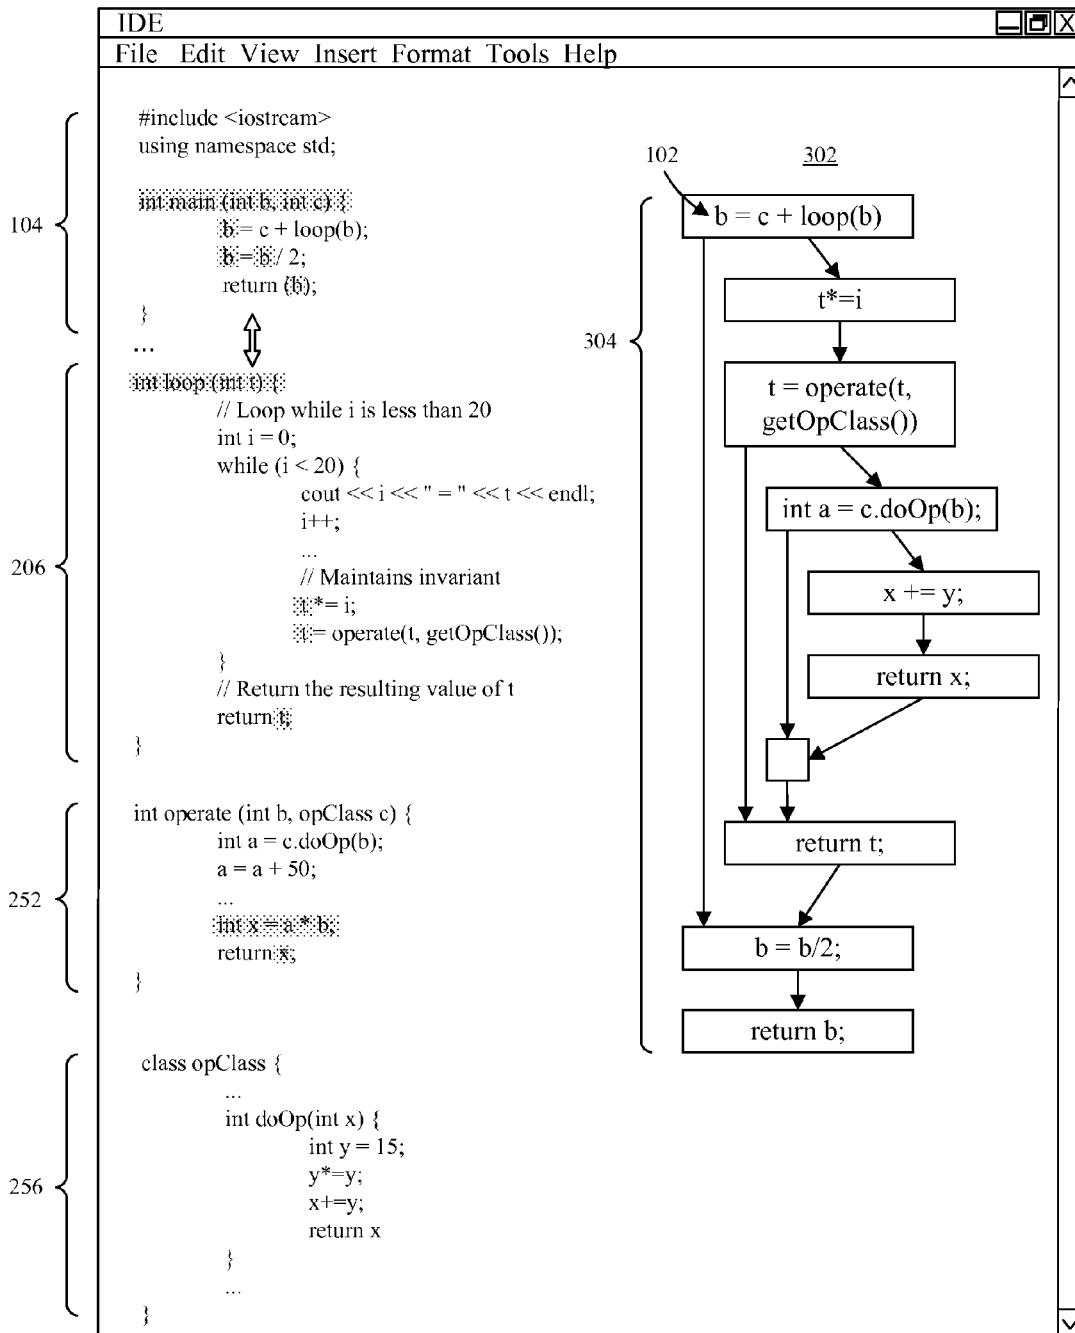 IDE
X
File Edit View Insert Format Tools Help
104
#include <iostream>
using namespace std;
int main (int b, int c) {
b = c + loop(b);
b = b / 2;
return (b);
}
...
206
int loop (int t) {
// Loop while i is less than 20
int i = 0;
while (i < 20) {
cout << i << " = " << t << endl;
i++;
...
// Maintains invariant
t *= i;
t = operate(t, getOpClass());
}
// Return the resulting value of t
return t;
}
252
int operate (int b, opClass c) {
int a = c.doOp(b);
a = a + 50;
...
int x = a * b;
return x;
}
256
class opClass {
...
int doOp(int x) {
int y = 15;
y*=y;
x+=y;
return x
}
...
}
102
302
304
b = c + loop(b)
t*=i
t = operate(t,
getOpClass())
int a = c.doOp(b);
x += y;
return x;
return t;
b = b/2;
return b;